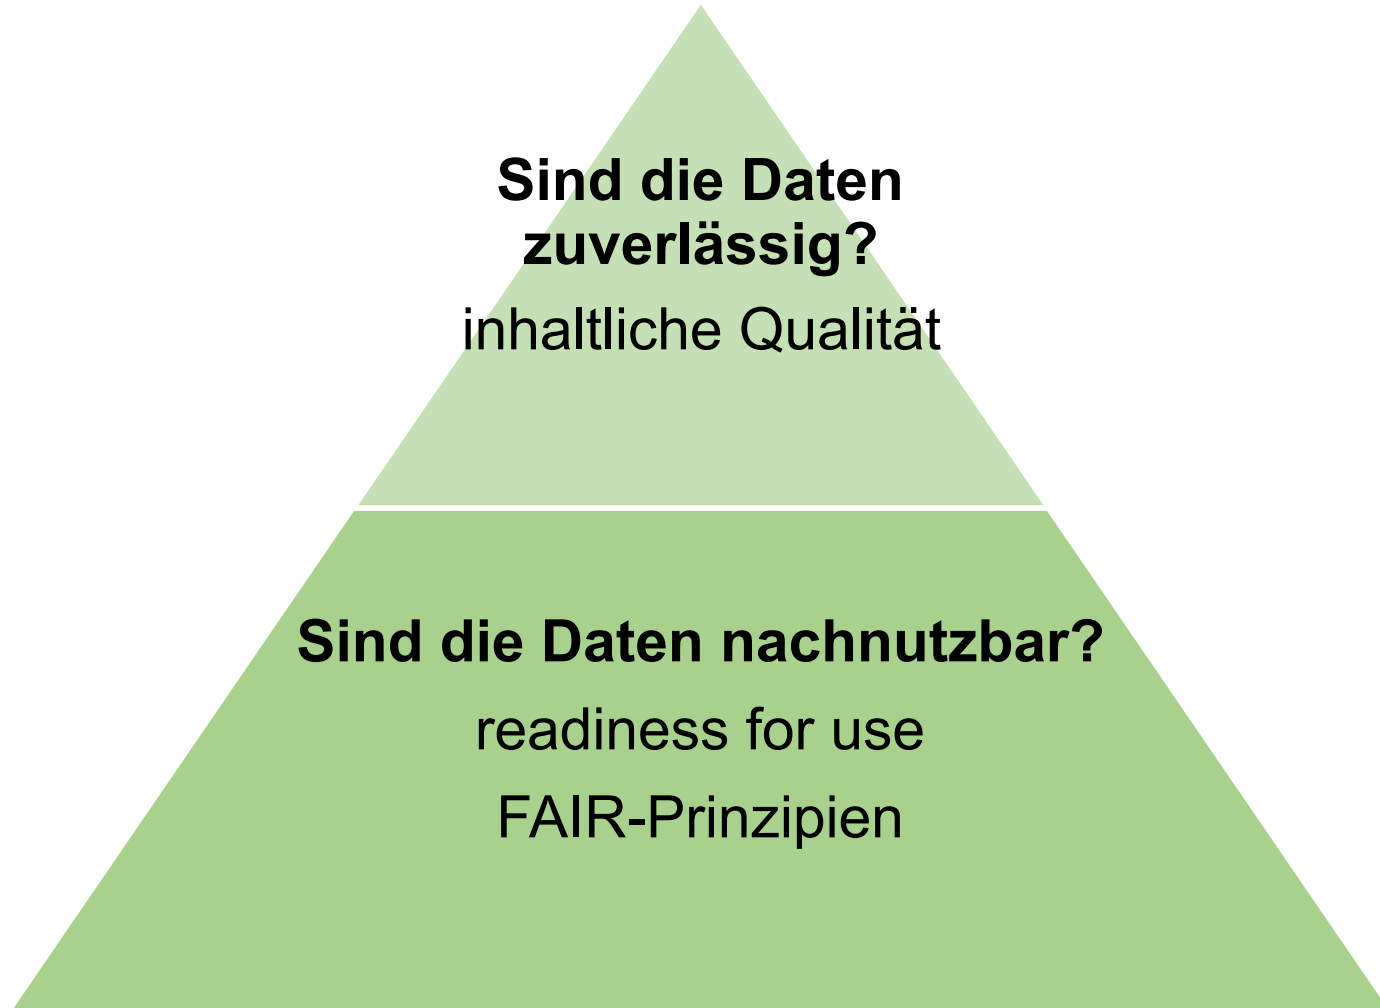 Sind die Daten
zuverlässig?
inhaltliche Qualität
Sind die Daten nachnutzbar?
readiness for use
FAIR-Prinzipien